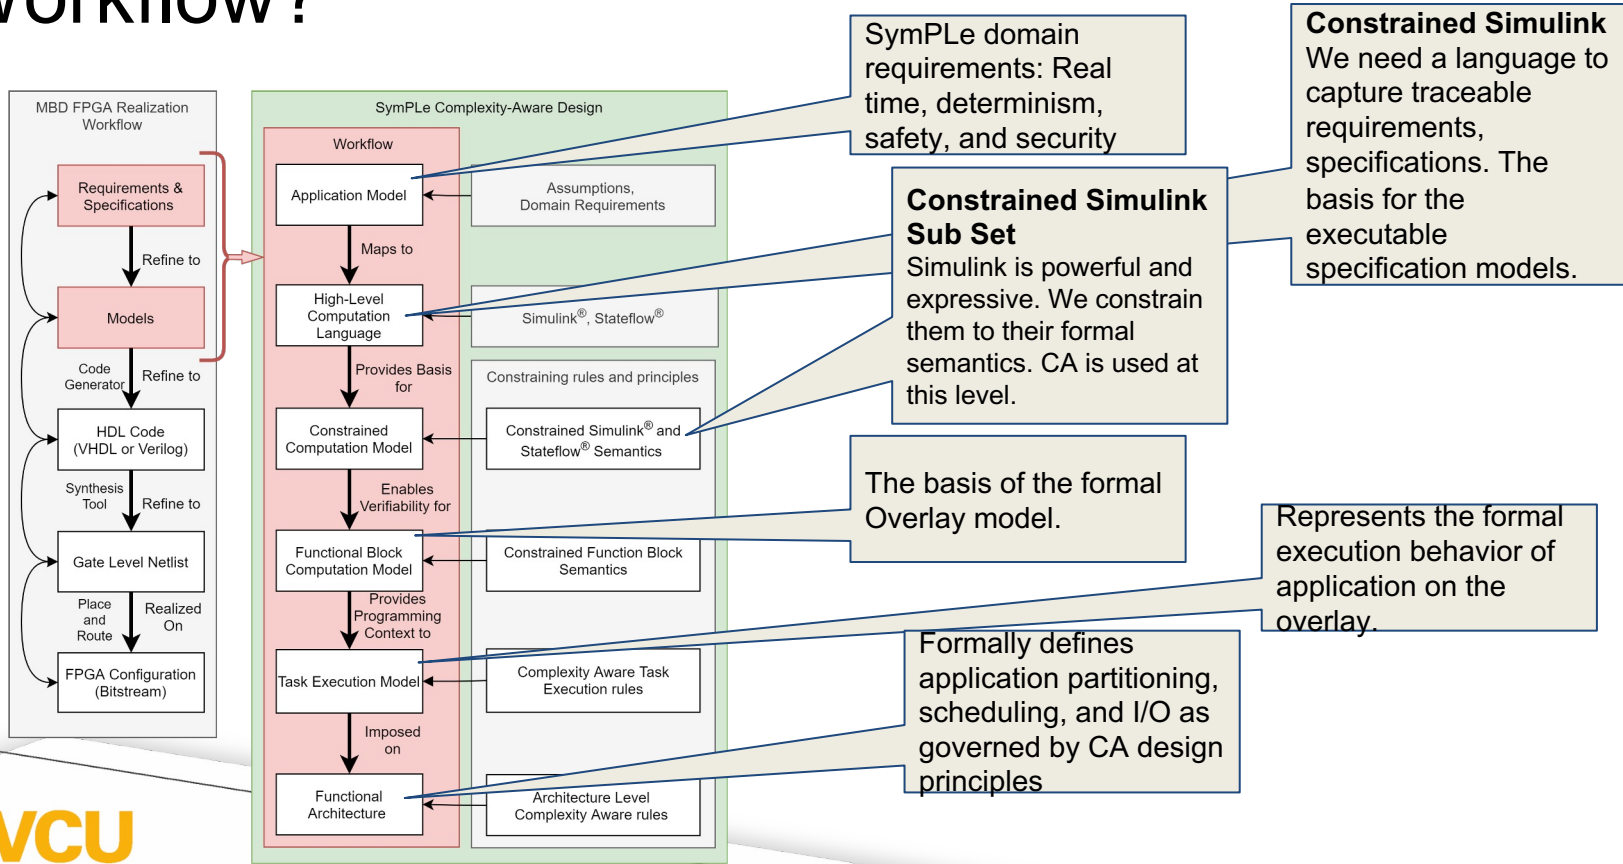 workflow?
MBD FPGA Realization
Workflow
Requirements &
Specifications
Refine to
Models
Code
Generator
Refine to
HDL Code
(VHDL or Verilog)
Synthesis
Tool
Refine to
Gate Level Netlist
Place
and
Route
Realized
On
FPGA Configuration
(Bitstream)
SymPLe Complexity-Aware Design
Workflow
Application Model
Maps to
High-Level
Computation
Language
Provides Basis
for
Constrained
Computation Model
Enables
Verifiability for
Functional Block
Computation Model
Provides
Programming
Context to
Task Execution Model
Imposed
on
Functional
Architecture
Assumptions,
Domain Requirements
Simulink®, Stateflow®
Constraining rules and principles
Constrained Simulink® and
Stateflow® Semantics
Constrained Function Block
Semantics
Complexity Aware Task
Execution rules
Architecture Level
Complexity Aware rules
SymPLe domain
requirements: Real
time, determinism,
safety, and security
Constrained Simulink
We need a language to
capture traceable
requirements,
specifications. The
basis for the
executable
specification models.
Constrained Simulink
Sub Set
Simulink is powerful and
expressive. We constrain
them to their formal
semantics. CA is used at
this level.
The basis of the formal
Overlay model.
Represents the formal
execution behavior of
application on the
overlay.
Formally defines
application partitioning,
scheduling, and I/O as
governed by CA design
principles
VCU